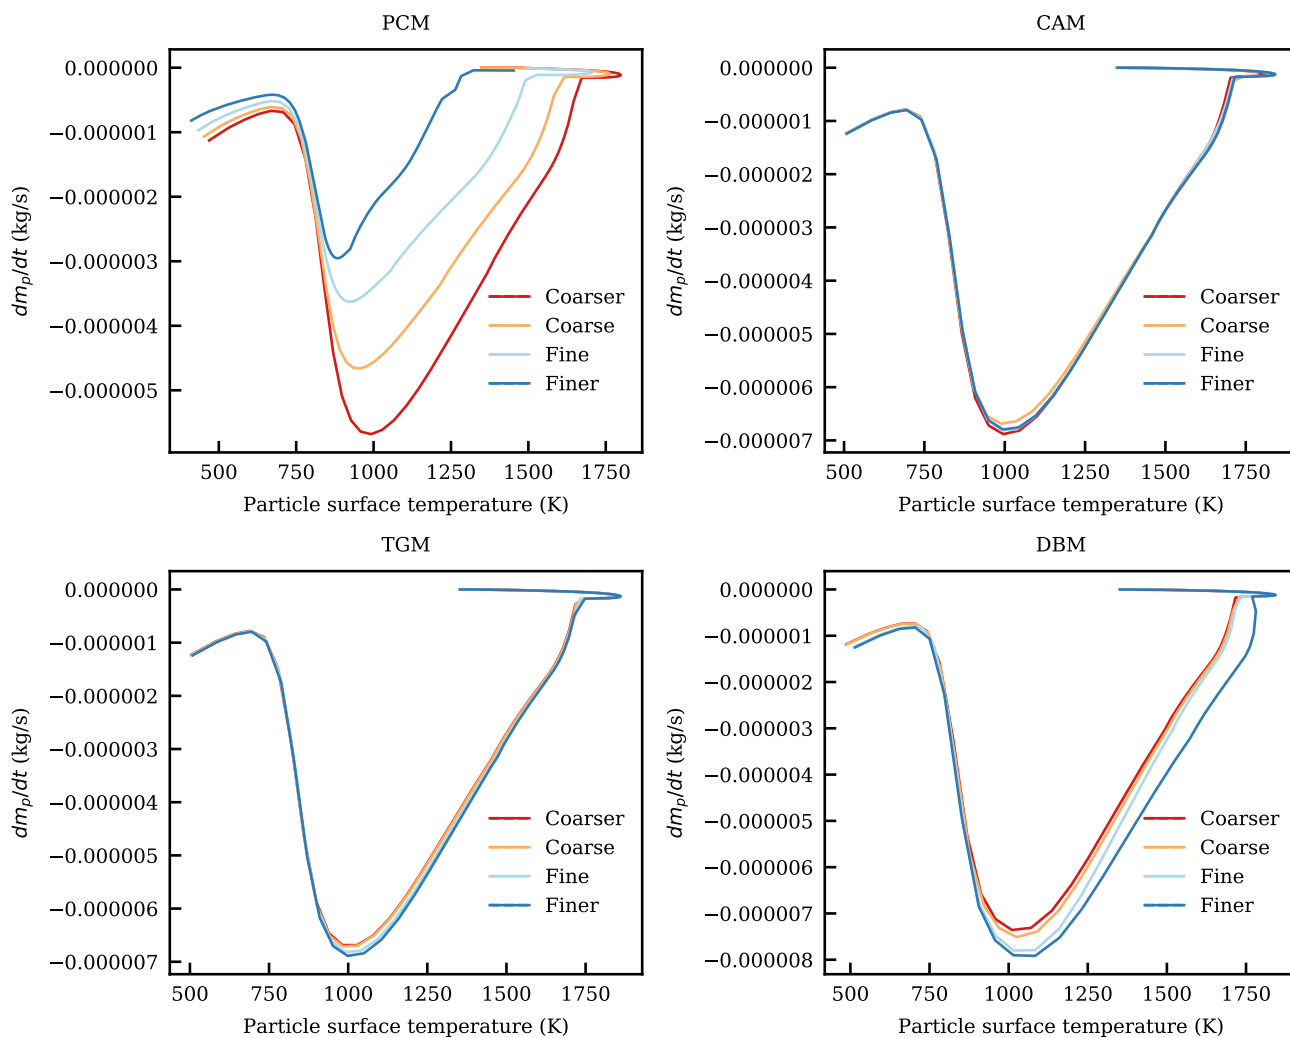 PCM
0.000000
−0.000001
−0.000002
−0.000003
−0.000004
−0.000005
dm_p/dt (kg/s)
Coarser
Coarse
Fine
Finer
500 750 1000 1250 1500 1750
Particle surface temperature (K)
CAM
0.000000
−0.000001
−0.000002
−0.000003
−0.000004
−0.000005
−0.000006
−0.000007
dm_p/dt (kg/s)
Coarser
Coarse
Fine
Finer
500 750 1000 1250 1500 1750
Particle surface temperature (K)
TGM
0.000000
−0.000001
−0.000002
−0.000003
−0.000004
−0.000005
−0.000006
−0.000007
dm_p/dt (kg/s)
Coarser
Coarse
Fine
Finer
500 750 1000 1250 1500 1750
Particle surface temperature (K)
DBM
0.000000
−0.000001
−0.000002
−0.000003
−0.000004
−0.000005
−0.000006
−0.000007
−0.000008
dm_p/dt (kg/s)
Coarser
Coarse
Fine
Finer
500 750 1000 1250 1500 1750
Particle surface temperature (K)